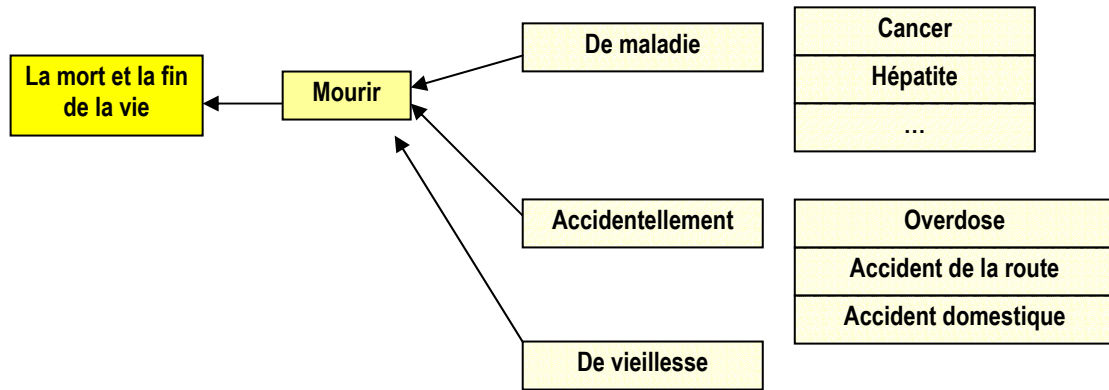 La mort et la fin
de la vie
Mourir
De maladie
Cancer
Hépatite
…
Accidentellement
Overdose
Accident de la route
Accident domestique
De vieillesse